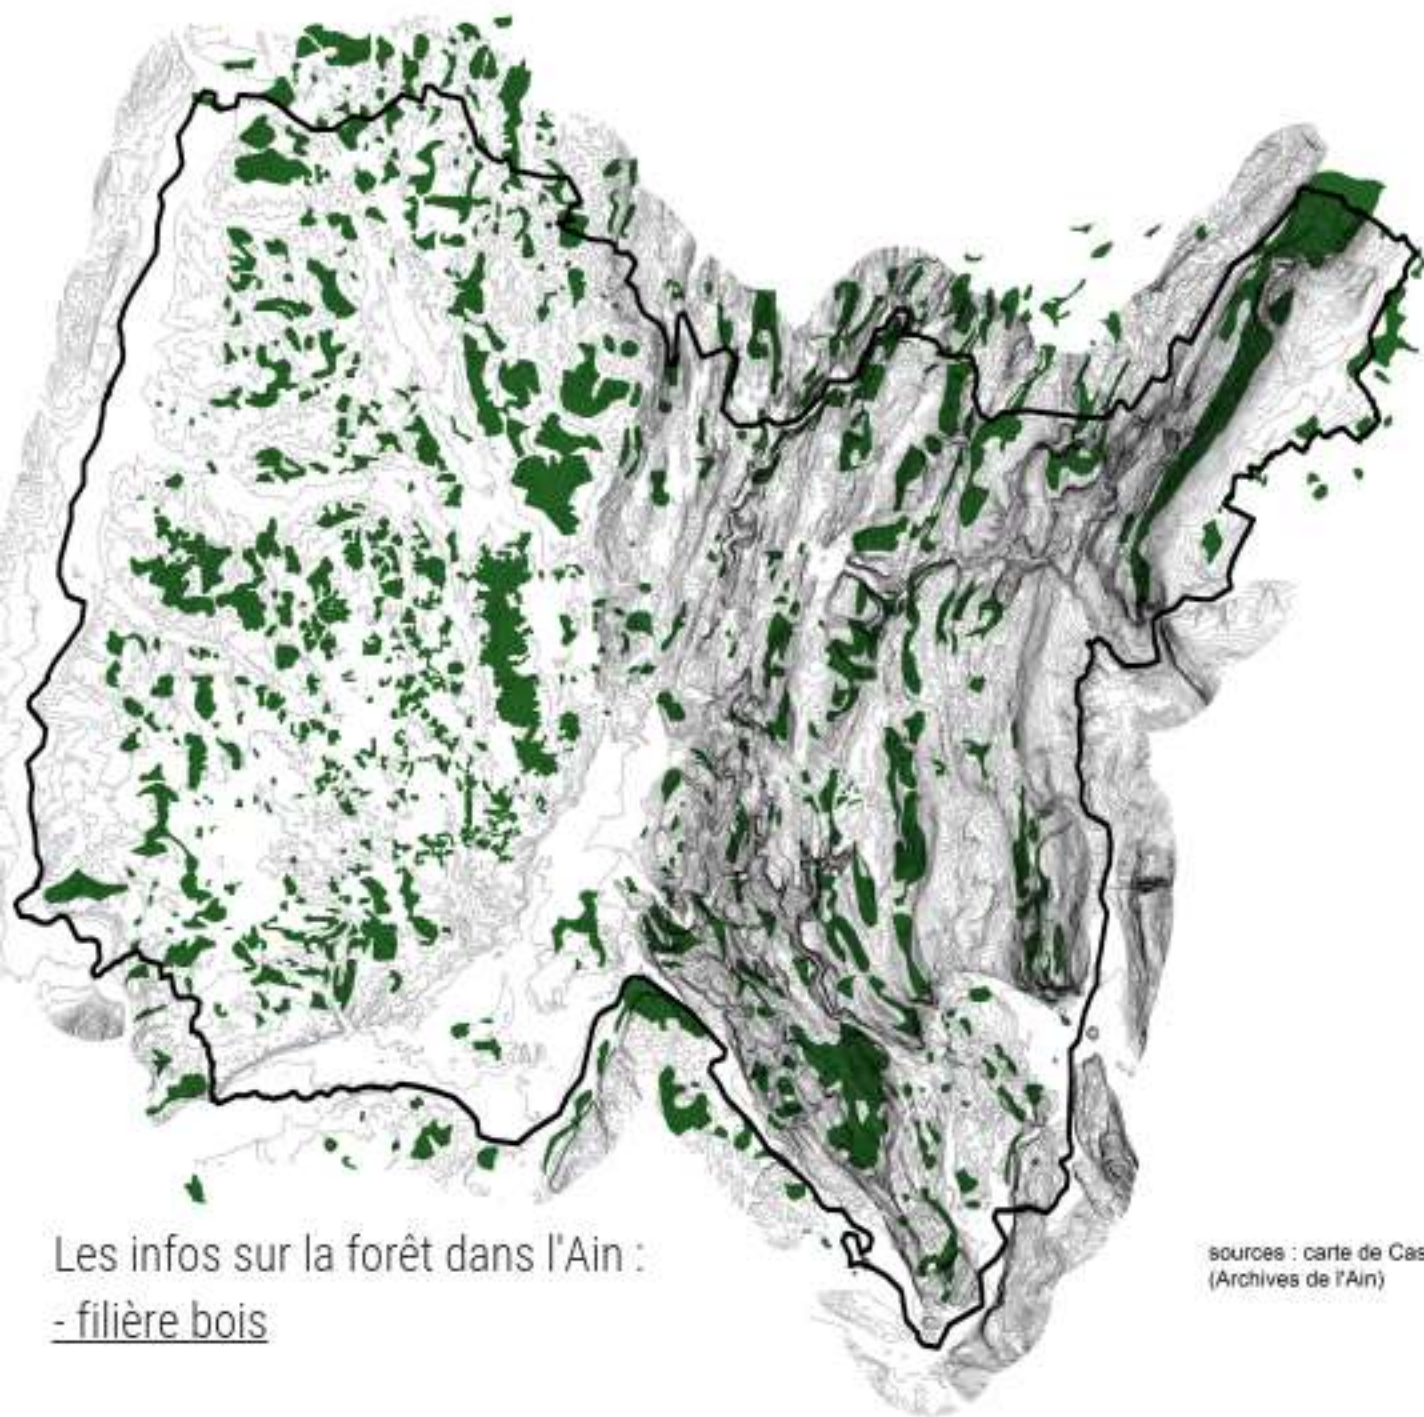 Les infos sur la forêt dans l'Ain :
- filière bois
sources : carte de Cas
(Archives de l'Ain)